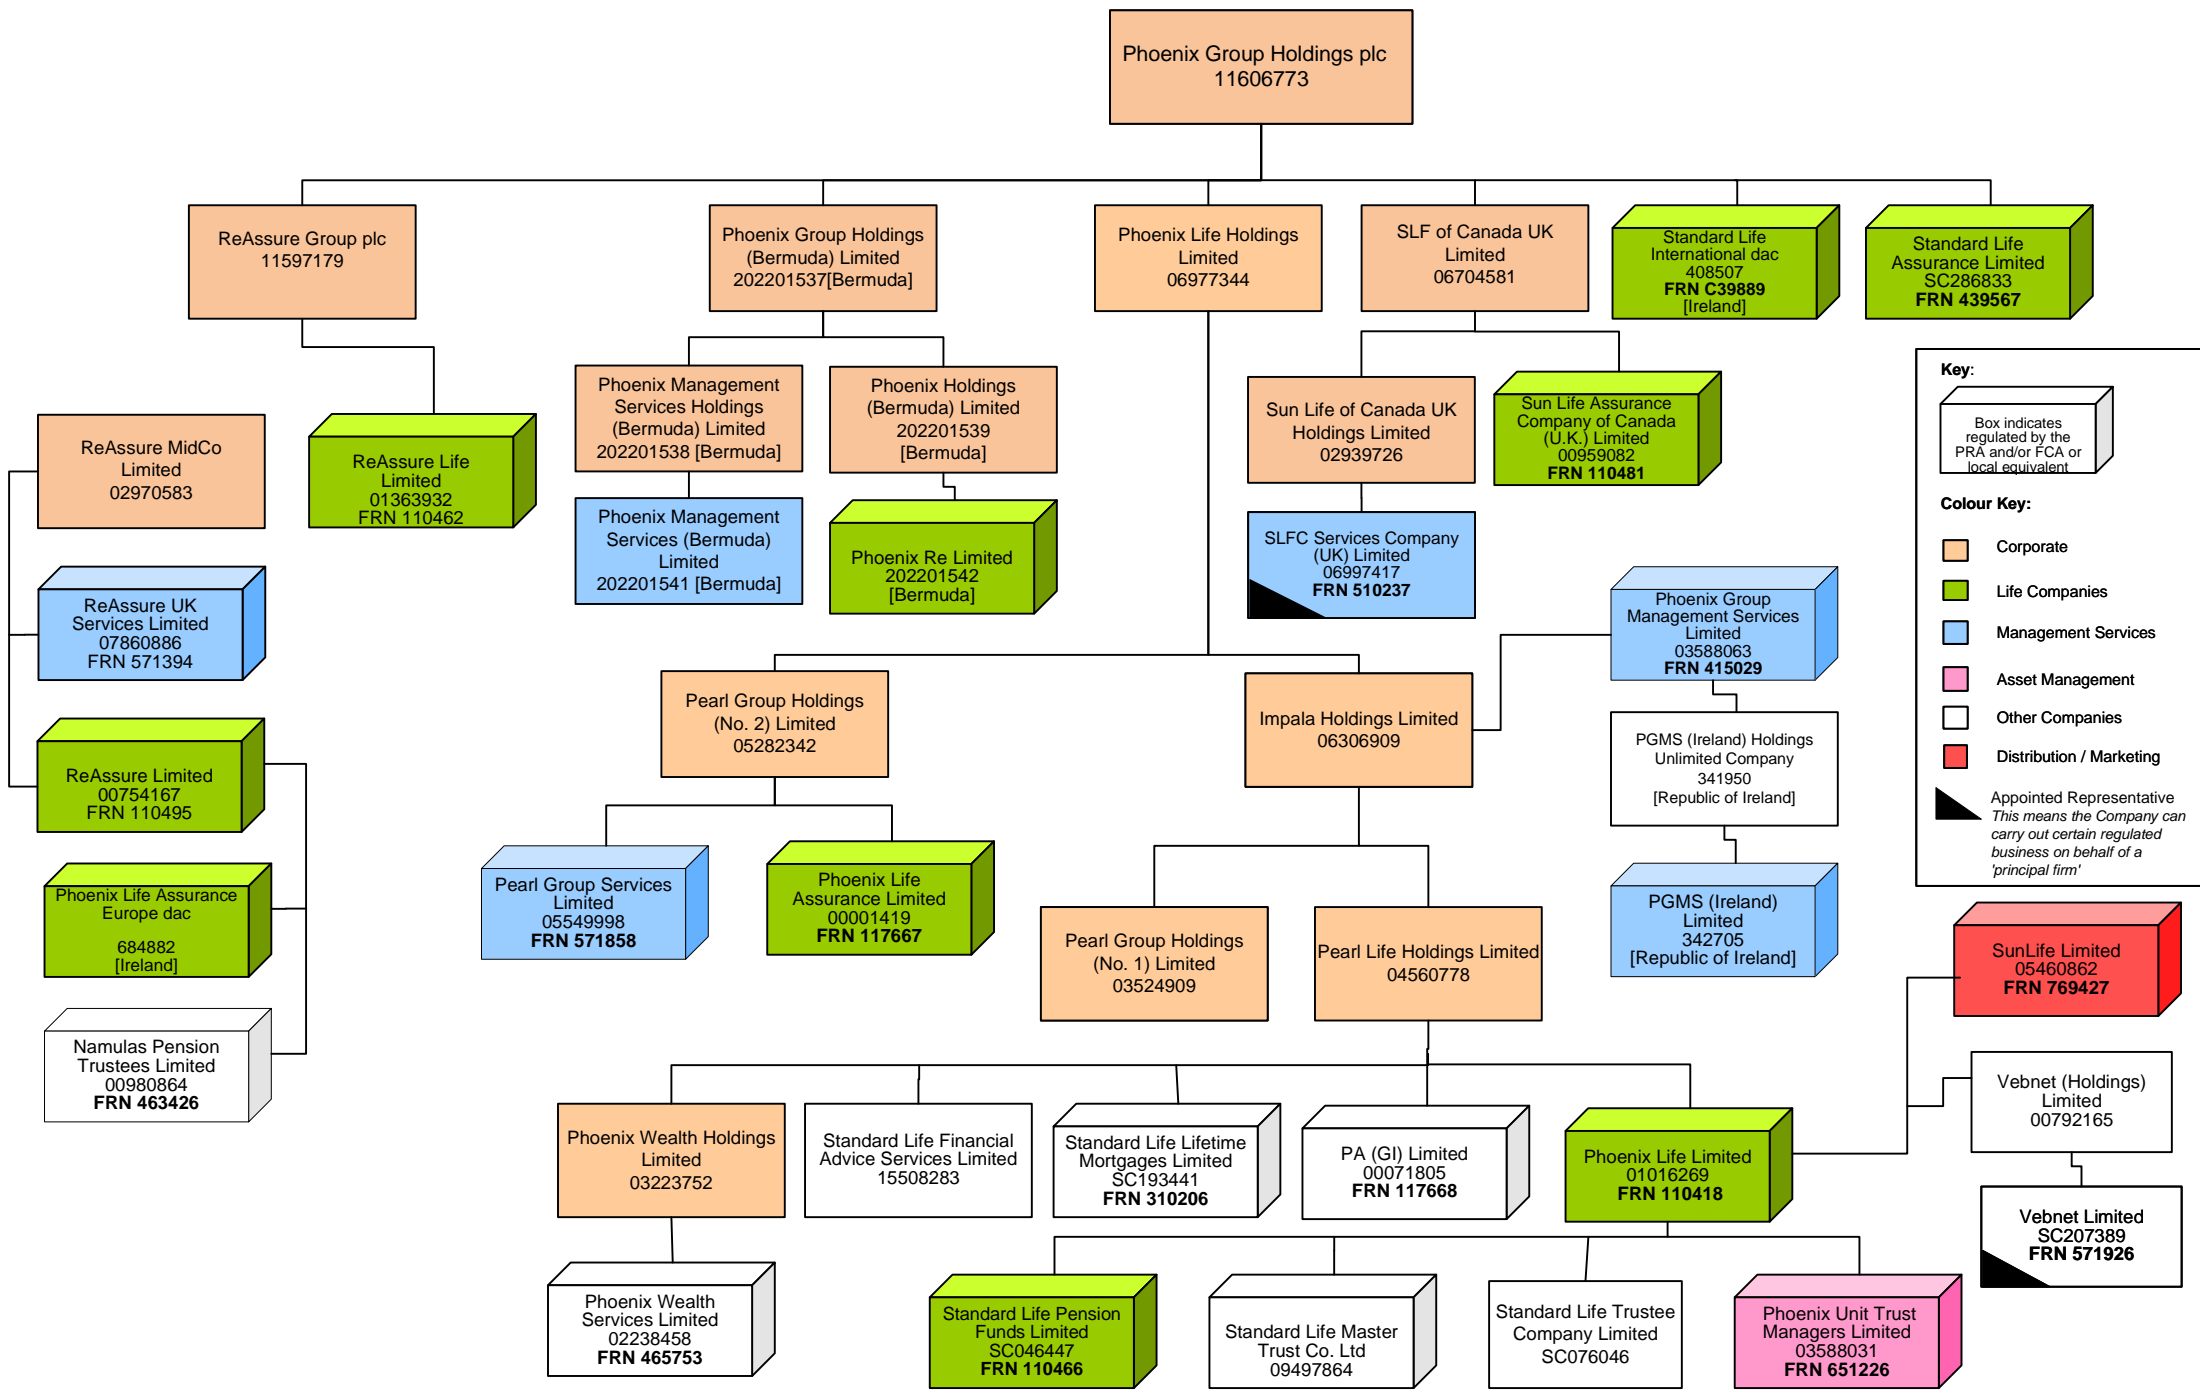 Phoenix Group Holdings plc
11606773
ReAssure Group plc
11597179
Phoenix Group Holdings
(Bermuda) Limited
202201537[Bermuda]
Phoenix Life Holdings
Limited
06977344
SLF of Canada UK
Limited
06704581
Standard Life
International dac
408507
FRN C39889
[Ireland]
Standard Life
Assurance Limited
SC286833
FRN 439567
ReAssure MidCo
Limited
02970583
ReAssure Life
Limited
01363932
FRN 110462
Phoenix Management
Services Holdings
(Bermuda) Limited
202201538 [Bermuda]
Phoenix Holdings
(Bermuda) Limited
202201539
[Bermuda]
Sun Life of Canada UK
Holdings Limited
02939726
Sun Life Assurance
Company of Canada
(U.K.) Limited
00959082
FRN 110481
Key:
Box indicates
regulated by the
PRA and/or FCA or
local equivalent
Colour Key:
Corporate
Life Companies
Management Services
Asset Management
Other Companies
Distribution / Marketing
Appointed Representative
This means the Company can
carry out certain regulated
business on behalf of a
'principal firm'
ReAssure UK
Services Limited
07860886
FRN 571394
Phoenix Management
Services (Bermuda)
Limited
202201541 [Bermuda]
Phoenix Re Limited
202201542
[Bermuda]
SLFC Services Company
(UK) Limited
06997417
FRN 510237
Phoenix Group
Management Services
Limited
03588063
FRN 415029
ReAssure Limited
00754167
FRN 110495
Pearl Group Holdings
(No. 2) Limited
05282342
Impala Holdings Limited
06306909
PGMS (Ireland) Holdings
Unlimited Company
341950
[Republic of Ireland]
Phoenix Life Assurance
Europe dac
684882
[Ireland]
Pearl Group Services
Limited
05549998
FRN 571858
Phoenix Life
Assurance Limited
00001419
FRN 117667
Pearl Group Holdings
(No. 1) Limited
03524909
Pearl Life Holdings Limited
04560778
PGMS (Ireland)
Limited
342705
[Republic of Ireland]
SunLife Limited
05460862
FRN 769427
Namulas Pension
Trustees Limited
00980864
FRN 463426
Phoenix Wealth Holdings
Limited
03223752
Standard Life Financial
Advice Services Limited
15508283
Standard Life Lifetime
Mortgages Limited
SC193441
FRN 310206
PA (GI) Limited
00071805
FRN 117668
Phoenix Life Limited
01016269
FRN 110418
Vebnet (Holdings)
Limited
00792165
Vebnet Limited
SC207389
FRN 571926
Phoenix Wealth
Services Limited
02238458
FRN 465753
Standard Life Pension
Funds Limited
SC046447
FRN 110466
Standard Life Master
Trust Co. Ltd
09497864
Standard Life Trustee
Company Limited
SC076046
Phoenix Unit Trust
Managers Limited
03588031
FRN 651226